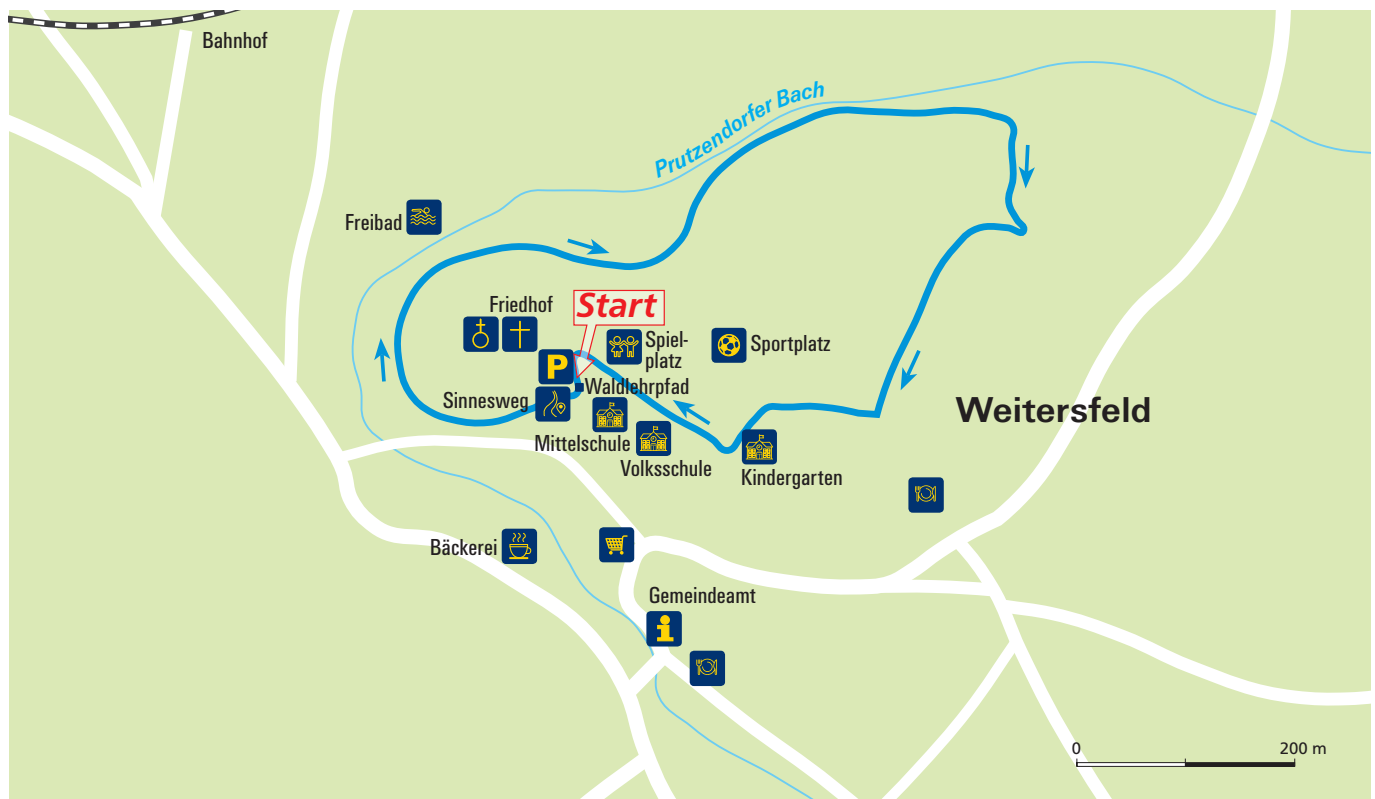 Bahnhof
Prutzendorfer Bach
Freibad
Friedhof
Start
Spiel-
platz
Sportplatz
P
Waldlehrpfad
Sinnesweg
Weitersfeld
Mittelschule
Volksschule
Kindergarten
Bäckerei
Gemeindeamt
i
0
200 m